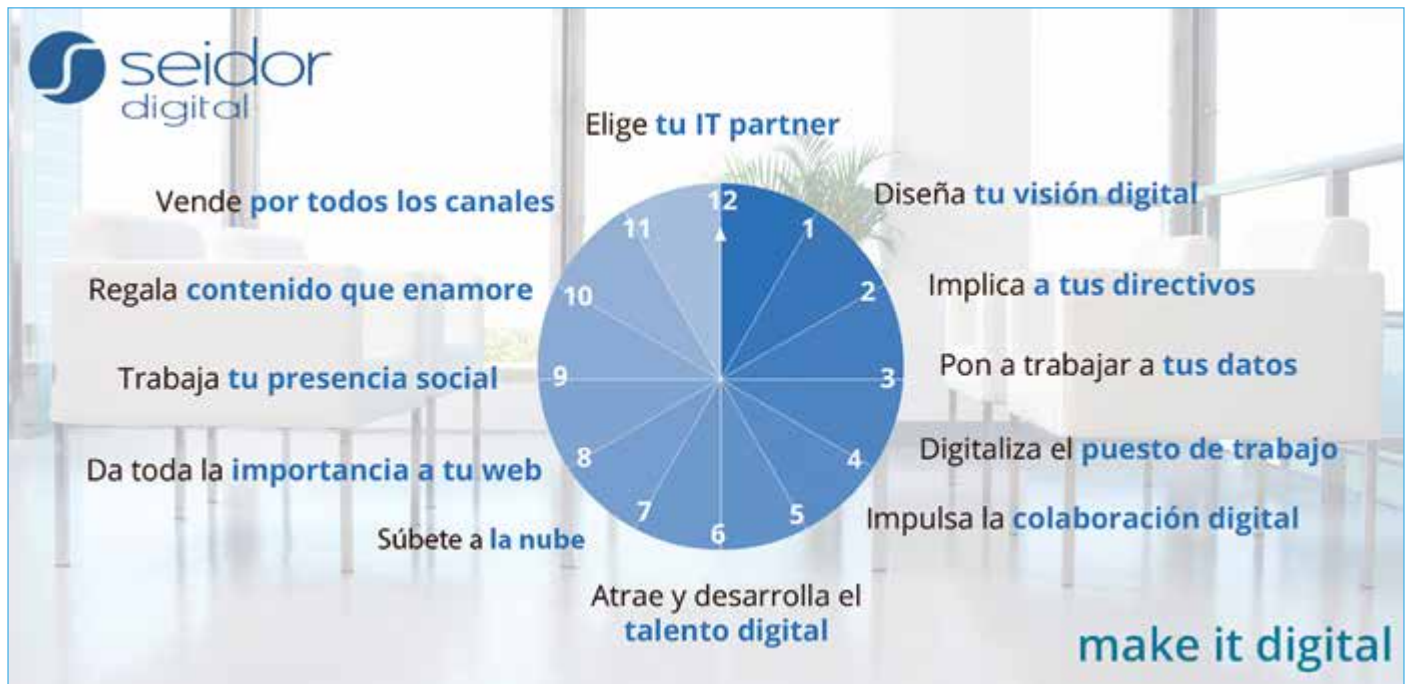 seidor
digital
Elige tu IT partner
Vende por todos los canales
Diseña tu visión digital
Regala contenido que enamore
Implica a tus directivos
Trabaja tu presencia social
Pon a trabajar a tus datos
Da toda la importancia a tu web
Digitaliza el puesto de trabajo
Súbete a la nube
Impulsa la colaboración digital
Atrae y desarrolla el
talento digital
12
1
2
3
4
5
6
7
8
9
10
11
make it digital